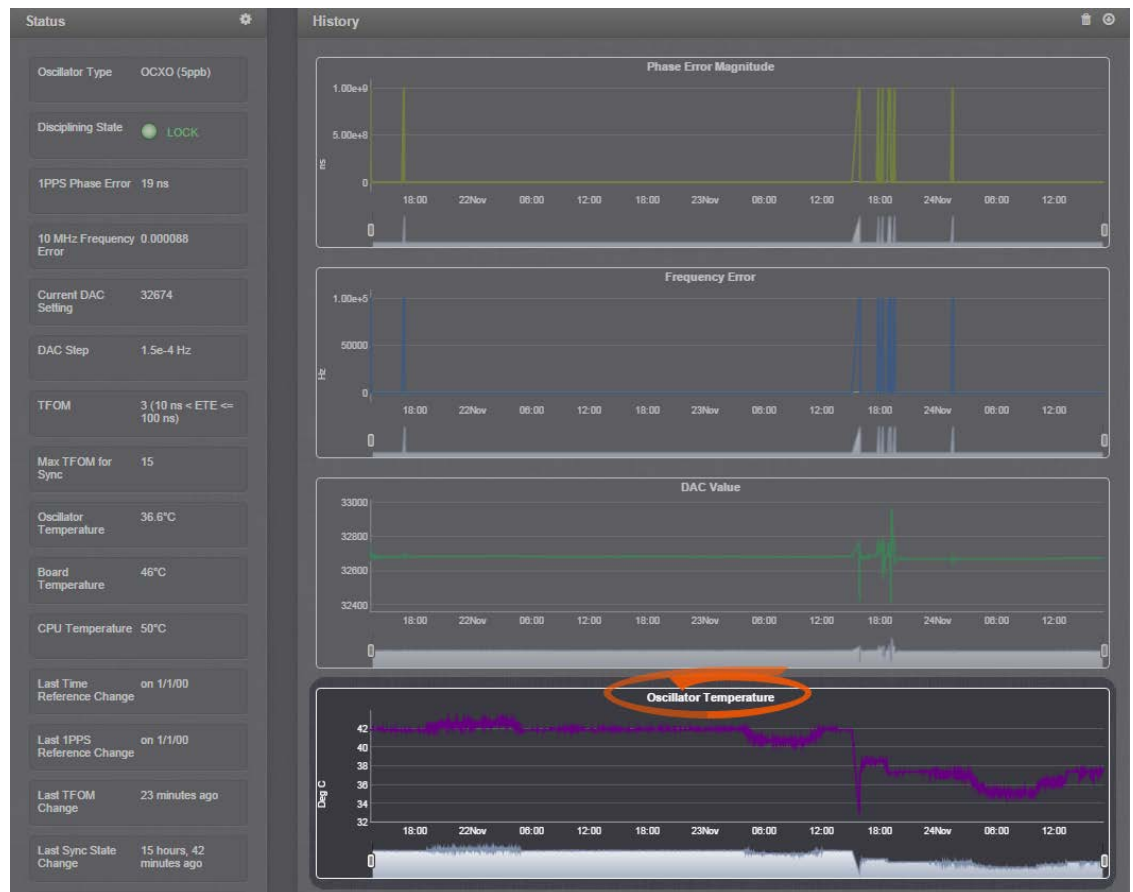 Status
Oscillator Type OCXO (5ppb)
Disciplining State LOCK
1PPS Phase Error 19 ns
10 MHz Frequency 0.000088
Error
Current DAC 32674
Setting
DAC Step 1.5e-4 Hz
TFOM 3 (10 ns < ETE <=
100 ns)
Max TFOM for 15
Sync
Oscillator 36.6°C
Temperature
Board 46°C
Temperature
CPU Temperature 50°C
Last Time on 1/1/00
Reference Change
Last 1PPS on 1/1/00
Reference Change
Last TFOM 23 minutes ago
Change
Last Sync State 15 hours, 42
Change minutes ago
History
Phase Error Magnitude
1.00e+9
5.00e+8
ns
0
18:00 22Nov 06:00 12:00 18:00 23Nov 06:00 12:00 18:00 24Nov 06:00 12:00
Frequency Error
1.00e+5
50000
Hz
0
18:00 22Nov 06:00 12:00 18:00 23Nov 06:00 12:00 18:00 24Nov 06:00 12:00
DAC Value
33000
32800
32600
32400
18:00 22Nov 06:00 12:00 18:00 23Nov 06:00 12:00 18:00 24Nov 06:00 12:00
Oscillator Temperature
42
40
38
36
Deg C
34
32
18:00 22Nov 06:00 12:00 18:00 23Nov 06:00 12:00 18:00 24Nov 06:00 12:00